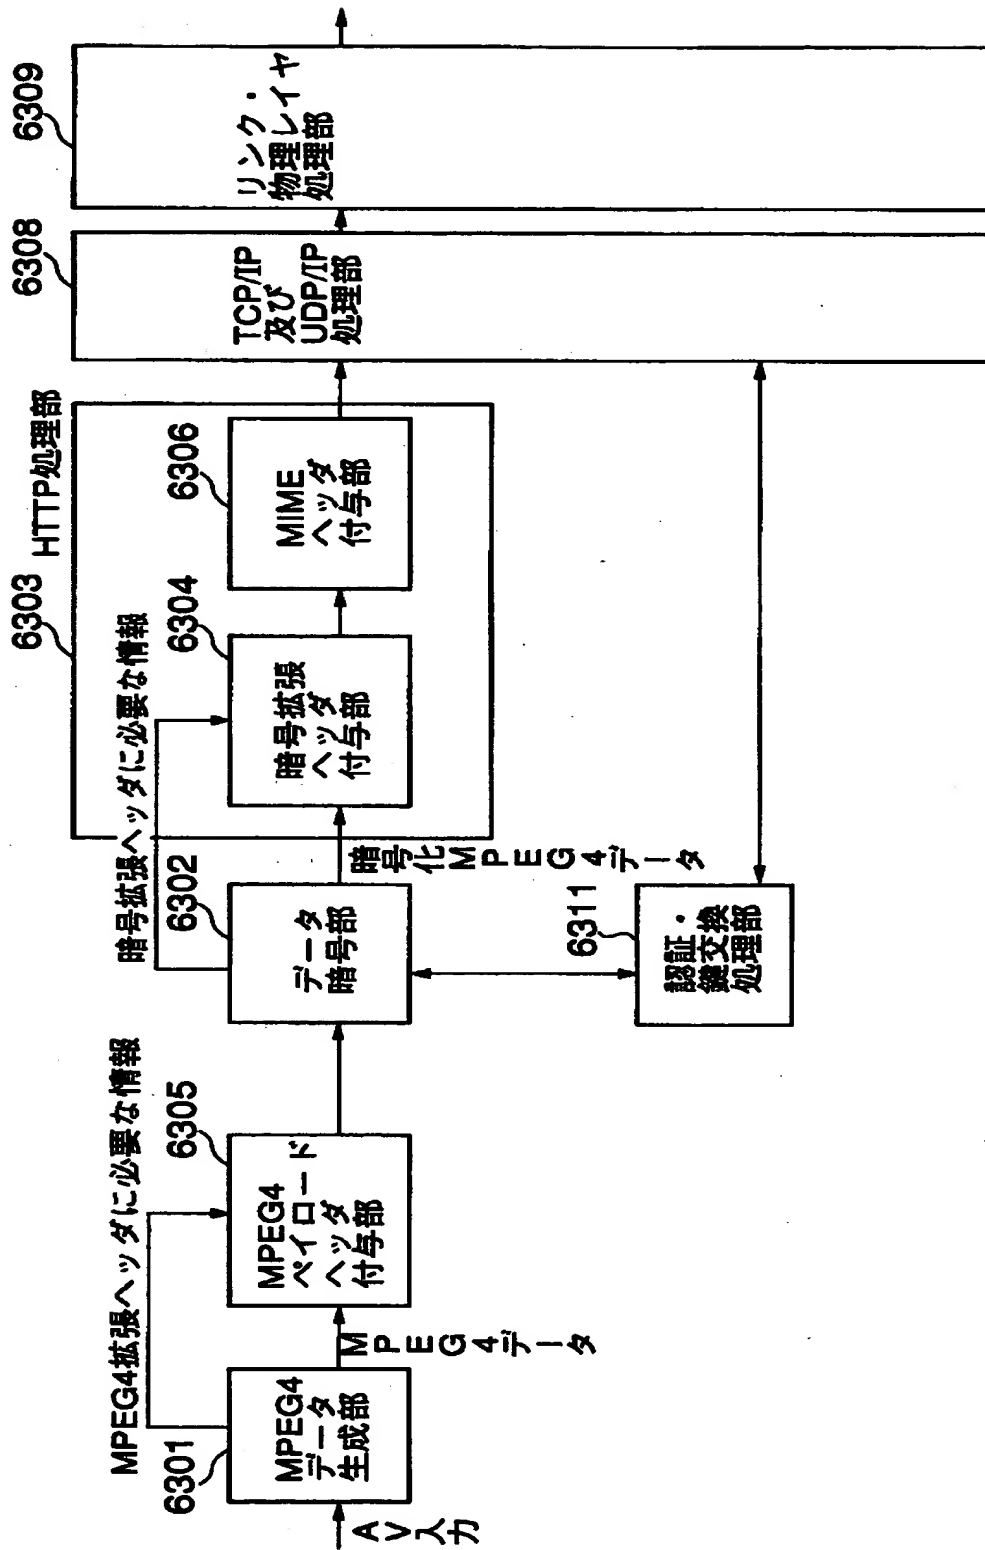 AV入力
6301
MPEG4
データ
生成部
MPEG4拡張ヘッダに必要な情報
MPEG4データ
6305
MPEG4
ペイロード
ヘッダ
付与部
6302
データ
暗号部
暗号拡張ヘッダに必要な情報
暗号化MPEG4データ
6311
認証・
鍵交換
処理部
6303
HTTP処理部
6304
暗号拡張
ヘッダ
付与部
6306
MIME
ヘッダ
付与部
6308
TCP/IP
及び
UDP/IP
処理部
6309
リンク・
物理レイヤ
処理部